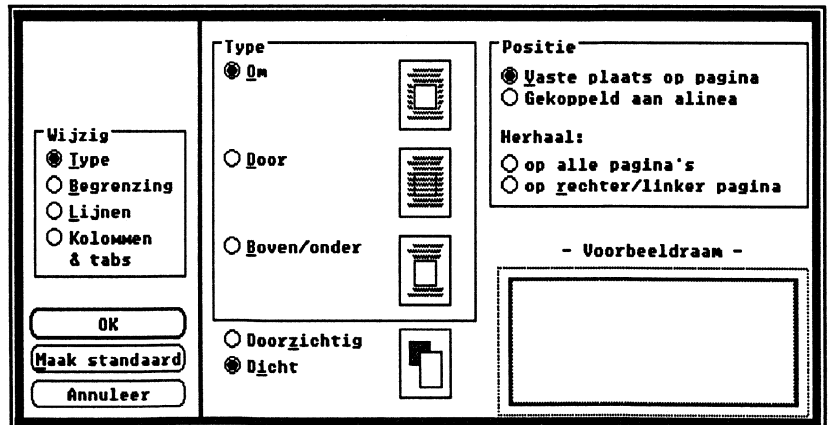 Wijzig
Type
Begrenzing
Lijnen
Kolommen
& tabs
OK
Maak standaard
Annuleer
Type
Om
Door
Boven/onder
Doorzichtig
Dicht
Positie
Vaste plaats op pagina
Gekoppeld aan alinea
Herhaal:
op alle pagina's
op rechter/linker pagina
- Voorbeeldraam -